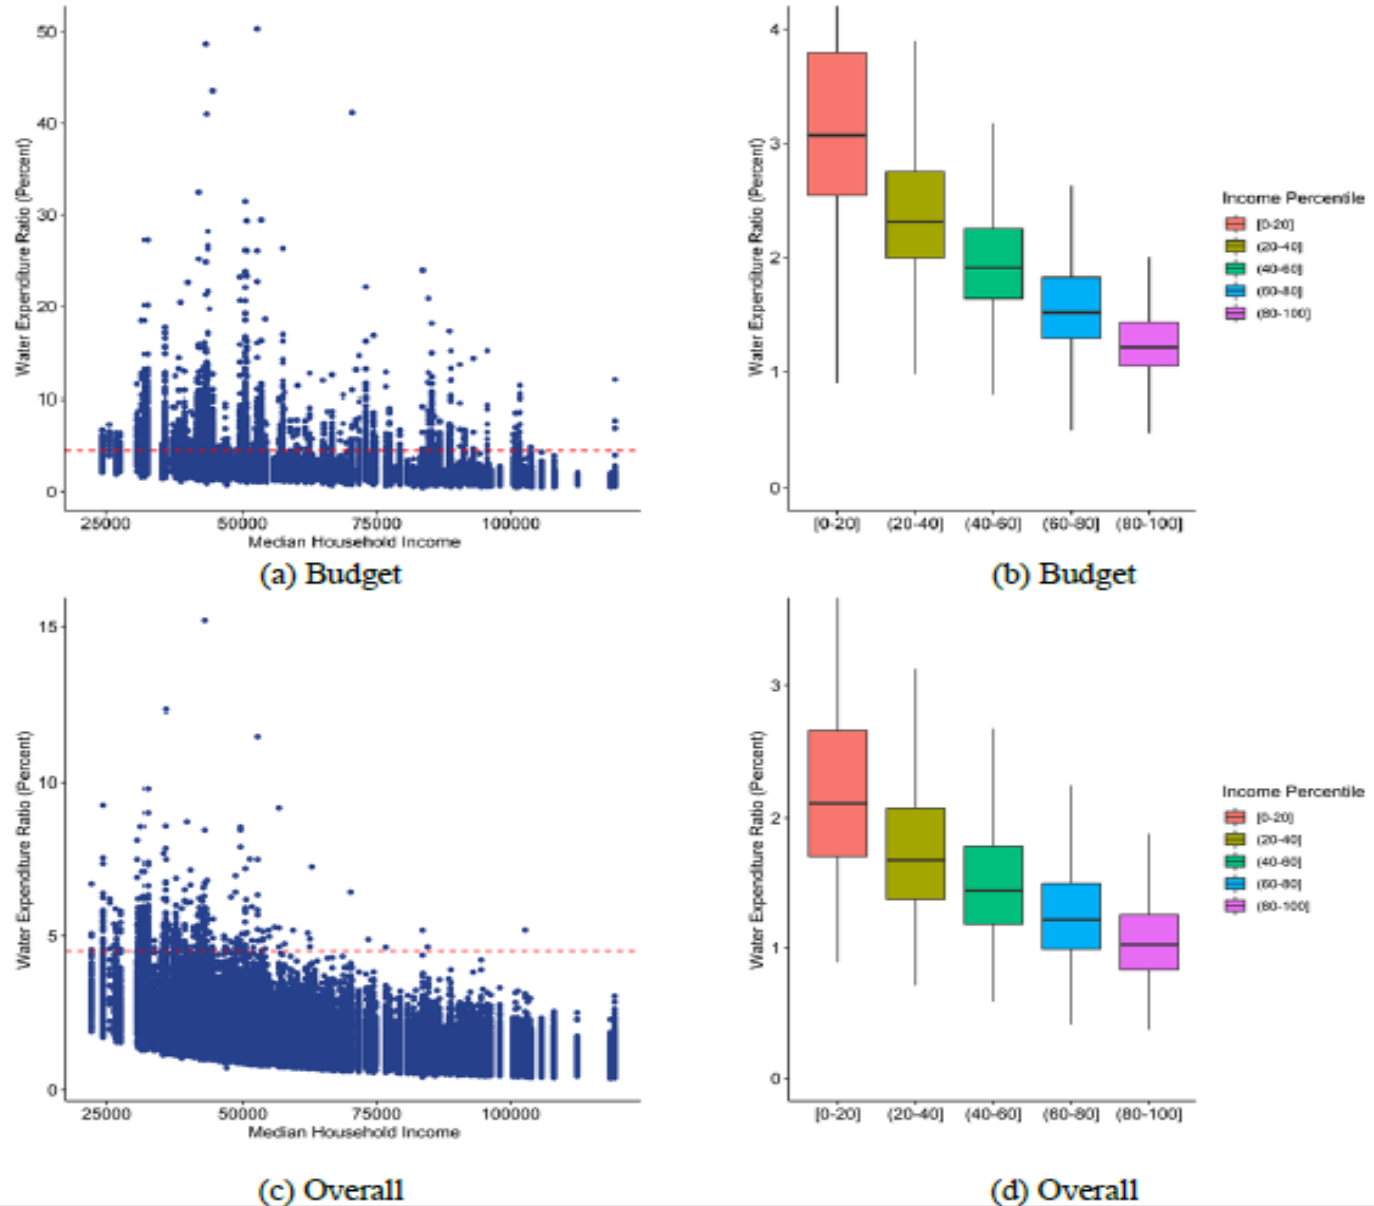 50
40
30
20
10
0
Water Expenditure Ratio (Percent)
25000 50000 75000 100000
Median Household Income
(a) Budget
4
3
2
1
0
Water Expenditure Ratio (Percent)
[0-20] (20-40] (40-60] (60-80] (80-100]
Income Percentile
[0-20]
(20-40]
(40-60]
(60-80]
(80-100]
(b) Budget
15
10
5
0
Water Expenditure Ratio (Percent)
25000 50000 75000 100000
Median Household Income
(c) Overall
3
2
1
0
Water Expenditure Ratio (Percent)
[0-20] (20-40] (40-60] (60-80] (80-100]
Income Percentile
[0-20]
(20-40]
(40-60]
(60-80]
(80-100]
(d) Overall